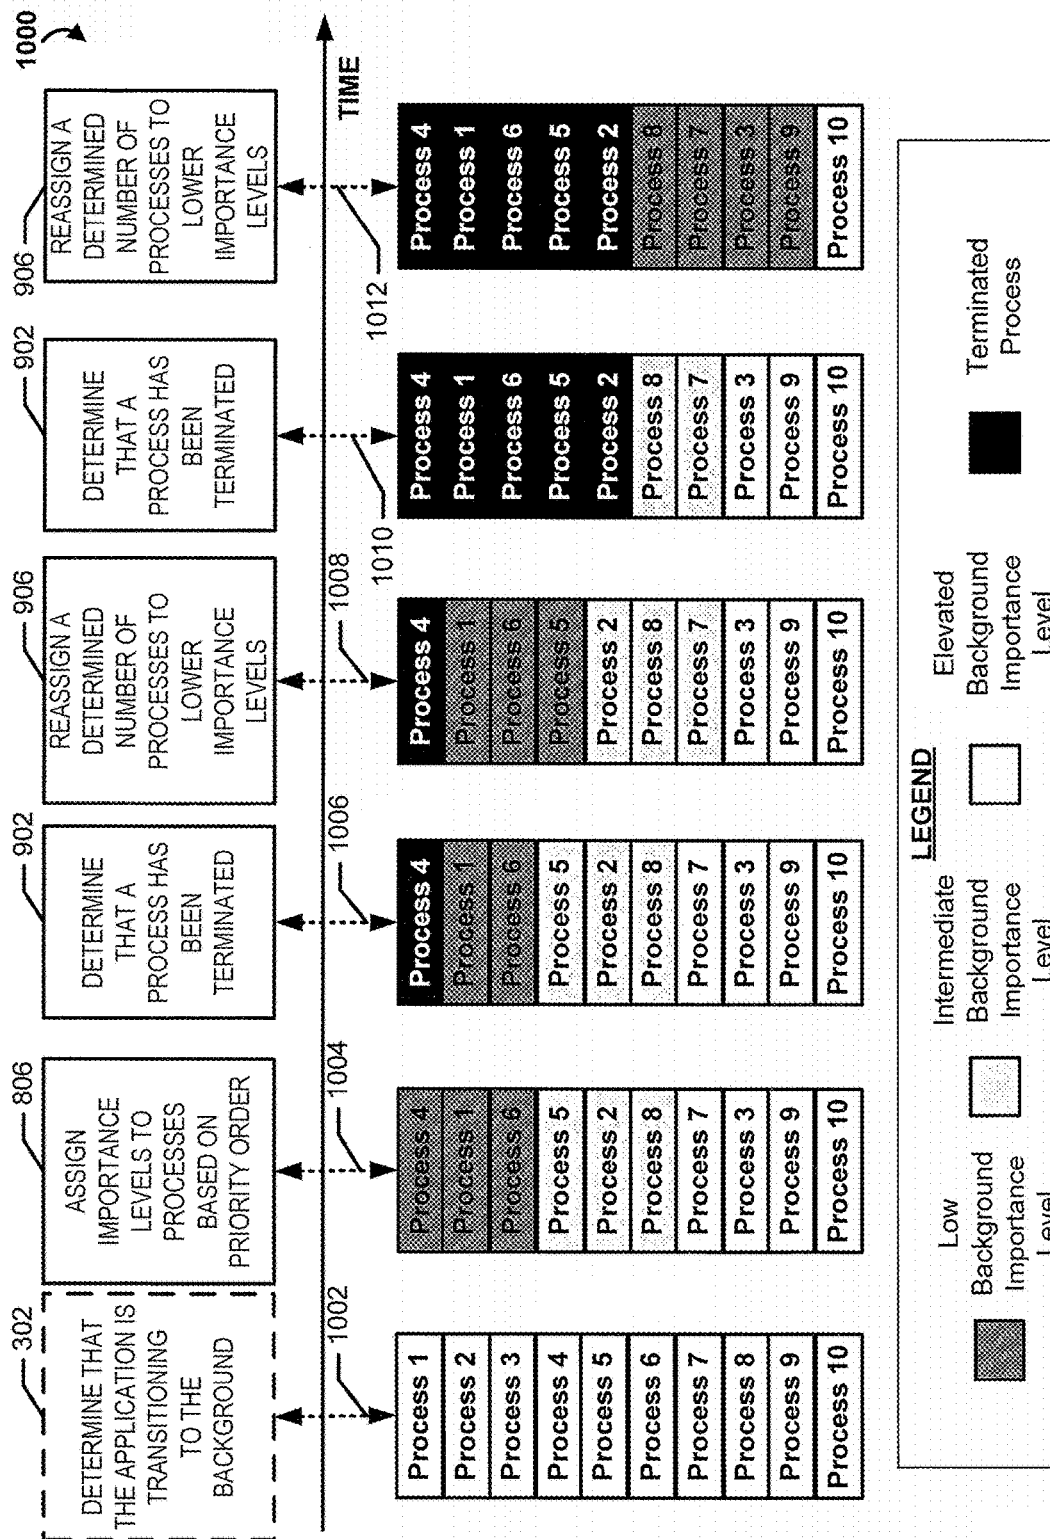 1000
302
DETERMINE THAT
THE APPLICATION IS
TRANSITIONING
TO THE
BACKGROUND
806
ASSIGN
IMPORTANCE
LEVELS TO
PROCESSES
BASED ON
PRIORITY ORDER
902
DETERMINE
THAT A
PROCESS HAS
BEEN
TERMINATED
906
REASSIGN A
DETERMINED
NUMBER OF
PROCESSES TO
LOWER
IMPORTANCE
LEVELS
902
DETERMINE
THAT A
PROCESS HAS
BEEN
TERMINATED
906
REASSIGN A
DETERMINED
NUMBER OF
PROCESSES TO
LOWER
IMPORTANCE
LEVELS
TIME
1002
1004
1006
1008
1010
1012
Process 1
Process 2
Process 3
Process 4
Process 5
Process 6
Process 7
Process 8
Process 9
Process 10
Process 4
Process 1
Process 6
Process 5
Process 2
Process 8
Process 7
Process 3
Process 9
Process 10
Process 4
Process 1
Process 6
Process 5
Process 2
Process 8
Process 7
Process 3
Process 9
Process 10
Process 4
Process 1
Process 6
Process 5
Process 2
Process 8
Process 7
Process 3
Process 9
Process 10
Process 4
Process 1
Process 6
Process 5
Process 2
Process 8
Process 7
Process 3
Process 9
Process 10
Process 4
Process 1
Process 6
Process 5
Process 2
Process 8
Process 7
Process 3
Process 9
Process 10
LEGEND
Low
Background
Importance
Level
Intermediate
Background
Importance
Level
Elevated
Background
Importance
Level
Terminated
Process